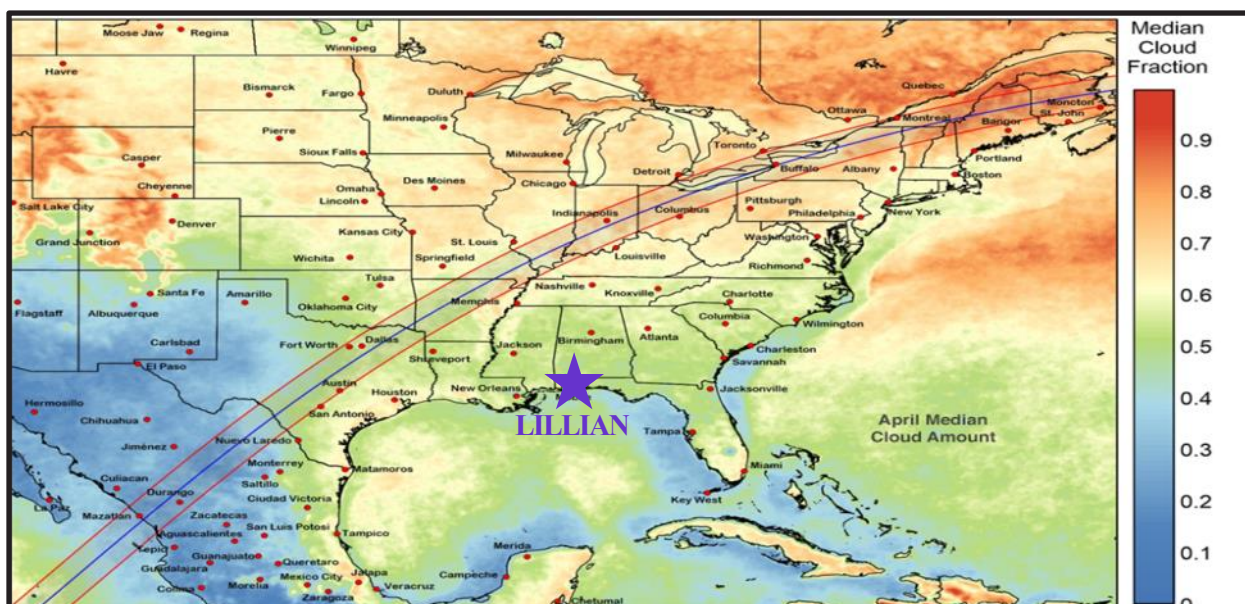 Median
Cloud
Fraction
0.9
0.8
0.7
0.6
0.5
0.4
0.3
0.2
0.1
0
Moose Jaw
Regina
Winnipeg
Havre
Bismarck
Fargo
Duluth
Quebec
Moncton
Ottawa
Montreal
St. John
Bangor
Minneapolis
Pierre
Sioux Falls
Toronto
Milwaukee
Portland
Casper
Buffalo
Albany
Detroit
Boston
Cheyenne
Omaha
Des Moines
Chicago
Lincoln
Salt Lake City
Pittsburgh
New York
Denver
Indianapolis
Columbus
Philadelphia
Grand Junction
Kansas City
St. Louis
Washington
Wichita
Springfield
Louisville
Richmond
Tulsa
Santa Fe
Amarillo
Nashville
Knoxville
Charlotte
Flagstaff
Albuquerque
Oklahoma City
Memphis
Columbia
Wilmington
Carlsbad
Fort Worth
Dallas
Birmingham
Atlanta
Jackson
Shreveport
Charleston
Savannah
El Paso
Austin
Houston
New Orleans
Jacksonville
Hermosillo
Chihuahua
San Antonio
LILLIAN
April Median
Cloud Amount
Tampa
Jiménez
Nuevo Laredo
Monterrey
Matamoros
Miami
Culiacan
Saltillo
Durango
Key West
La Paz
Ciudad Victoria
Mazatlan
Zacatecas
San Luis Potosi
Aguascalientes
Tampico
Tepic
Guanajuato
Merida
Guadalajara
Queretaro
Mexico City
Jalapa
Campeche
Colima
Morelia
Veracruz
Zaragoza
Chetumal